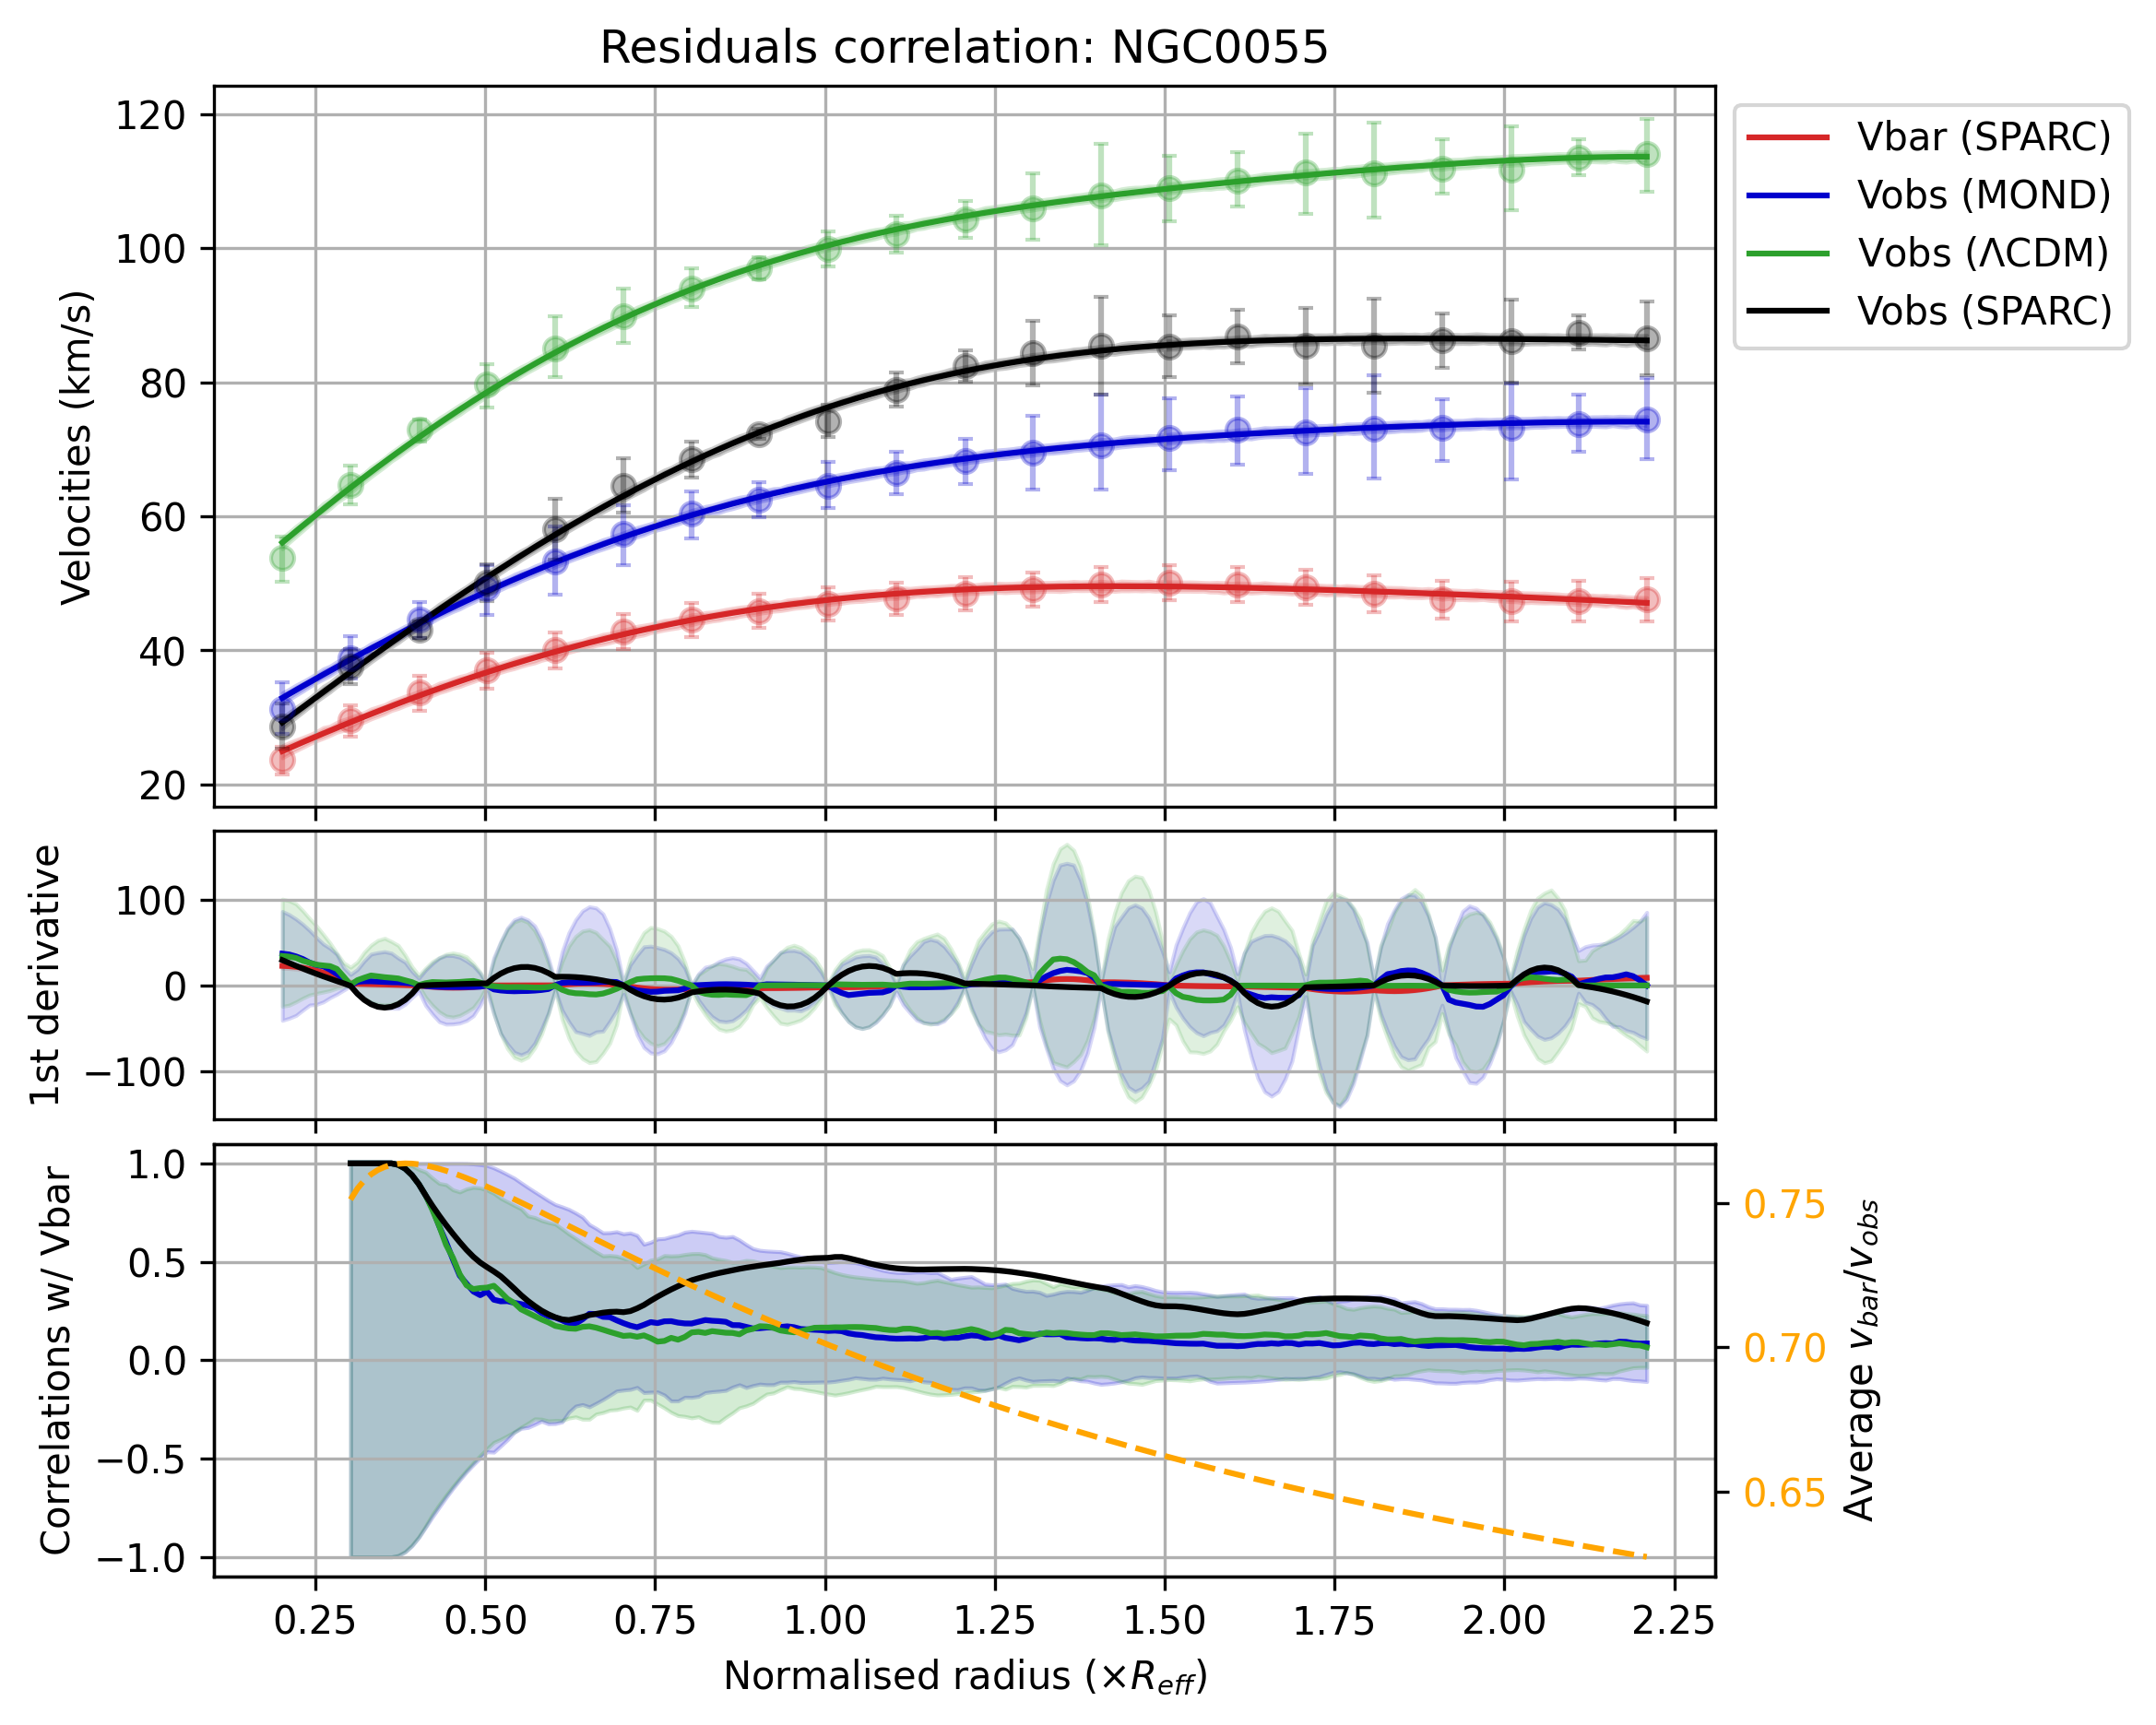 Residuals correlation: NGC0055
120
100
80
60
40
20
Velocities (km/s)
Vbar (SPARC)
Vobs (MOND)
Vobs (ΛCDM)
Vobs (SPARC)
100
0
−100
1st derivative
1.0
0.5
0.0
−0.5
−1.0
Correlations w/ Vbar
0.75
0.70
0.65
Average v_bar/v_obs
0.25 0.50 0.75 1.00 1.25 1.50 1.75 2.00 2.25
Normalised radius (×R_eff)